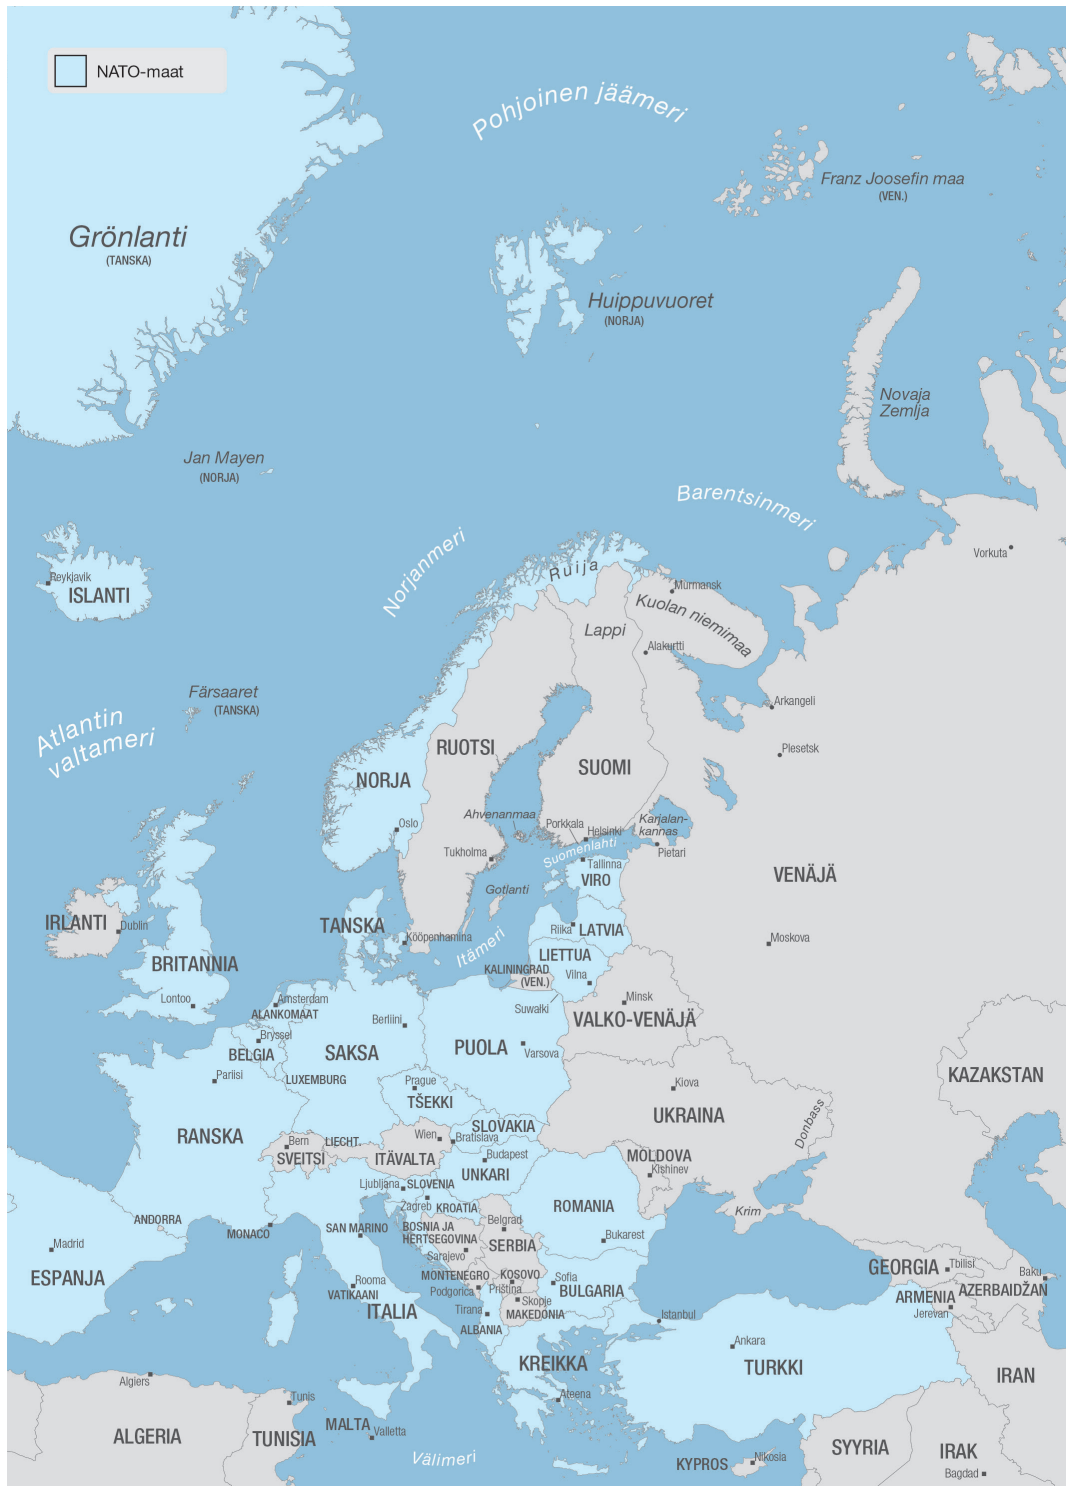 NATO-maat
Pohjoinen jäämeri
Franz Joosefin maa
(VEN.)
Grönlanti
(TANSKA)
Huippuvuoret
(NORJA)
Novaja
Zemlja
Jan Mayen
(NORJA)
Barentsinmeri
Norjanmeri
Vorkuta
Reykjavik
ISLANTI
Ruija
Murmansk
Kuolan niemimaa
Lappi
Alakurtti
Färsaaret
(TANSKA)
Arkangeli
Atlantin
valtameri
Plesetsk
RUOTSI
SUOMI
NORJA
Oslo
Ahvenanmaa
Porkkala
Helsinki
Karjalan-
kannas
Pietari
Tukholma
Suomenlahti
Tallinna
VIRO
VENÄJÄ
Gotlanti
IRLANTI
Dublin
TANSKA
Kööpenhamina
Riika
LATVIA
Moskova
Itämeri
BRITANNIA
LIETTUA
KALININGRAD
(VEN.)
Vilna
Lontoo
Amsterdam
ALANKOMAAT
Berliini
Suwałki
Minsk
VALKO-VENÄJÄ
Bryssel
BELGIA
SAKSA
PUOLA
Varsova
Pariisi
LUXEMBURG
Prague
TŠEKKI
Kiova
UKRAINA
KAZAKSTAN
Donbass
RANSKA
Bern
SVEITSI
LIECHT.
Wien
ITÄVALTA
SLOVAKIA
Bratislava
Budapest
UNKARI
MOLDOVA
Kishinev
Ljubljana
SLOVENIA
Zagreb
KROATIA
ROMANIA
Krim
ANDORRA
MONACO
SAN MARINO
BOSNIA JA
HERTSEGOVINA
Sarajevo
Belgrad
SERBIA
Bukarest
Madrid
ESPANJA
Rooma
VATIKAANI
ITALIA
MONTENEGRO
Podgorica
KOSOVO
Priština
Sofia
BULGARIA
GEORGIA
Tbilisi
Baku
ARMENIA
AZERBAIDŽAN
Jerevan
Tirana
ALBANIA
Skopje
MAKEDONIA
Istanbul
Ankara
TURKKI
KREIKKA
Ateena
IRAN
Algiers
ALGERIA
Tunis
TUNISIA
MALTA
Valletta
Välimeri
KYPROS
Nikosia
SYYRIA
IRAK
Bagdad